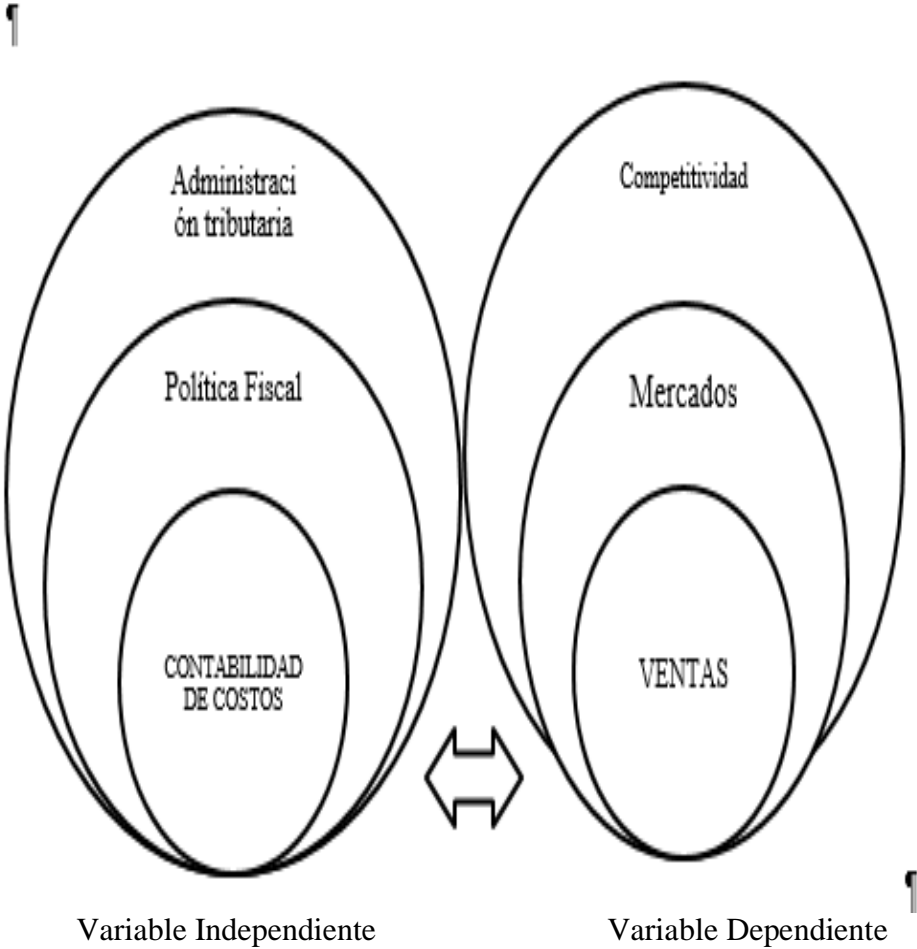 ¶
Administraci
ón tributaria
Política Fiscal
CONTABILIDAD
DE COSTOS
Competitividad
Mercados
VENTAS
¶
Variable Independiente
Variable Dependiente